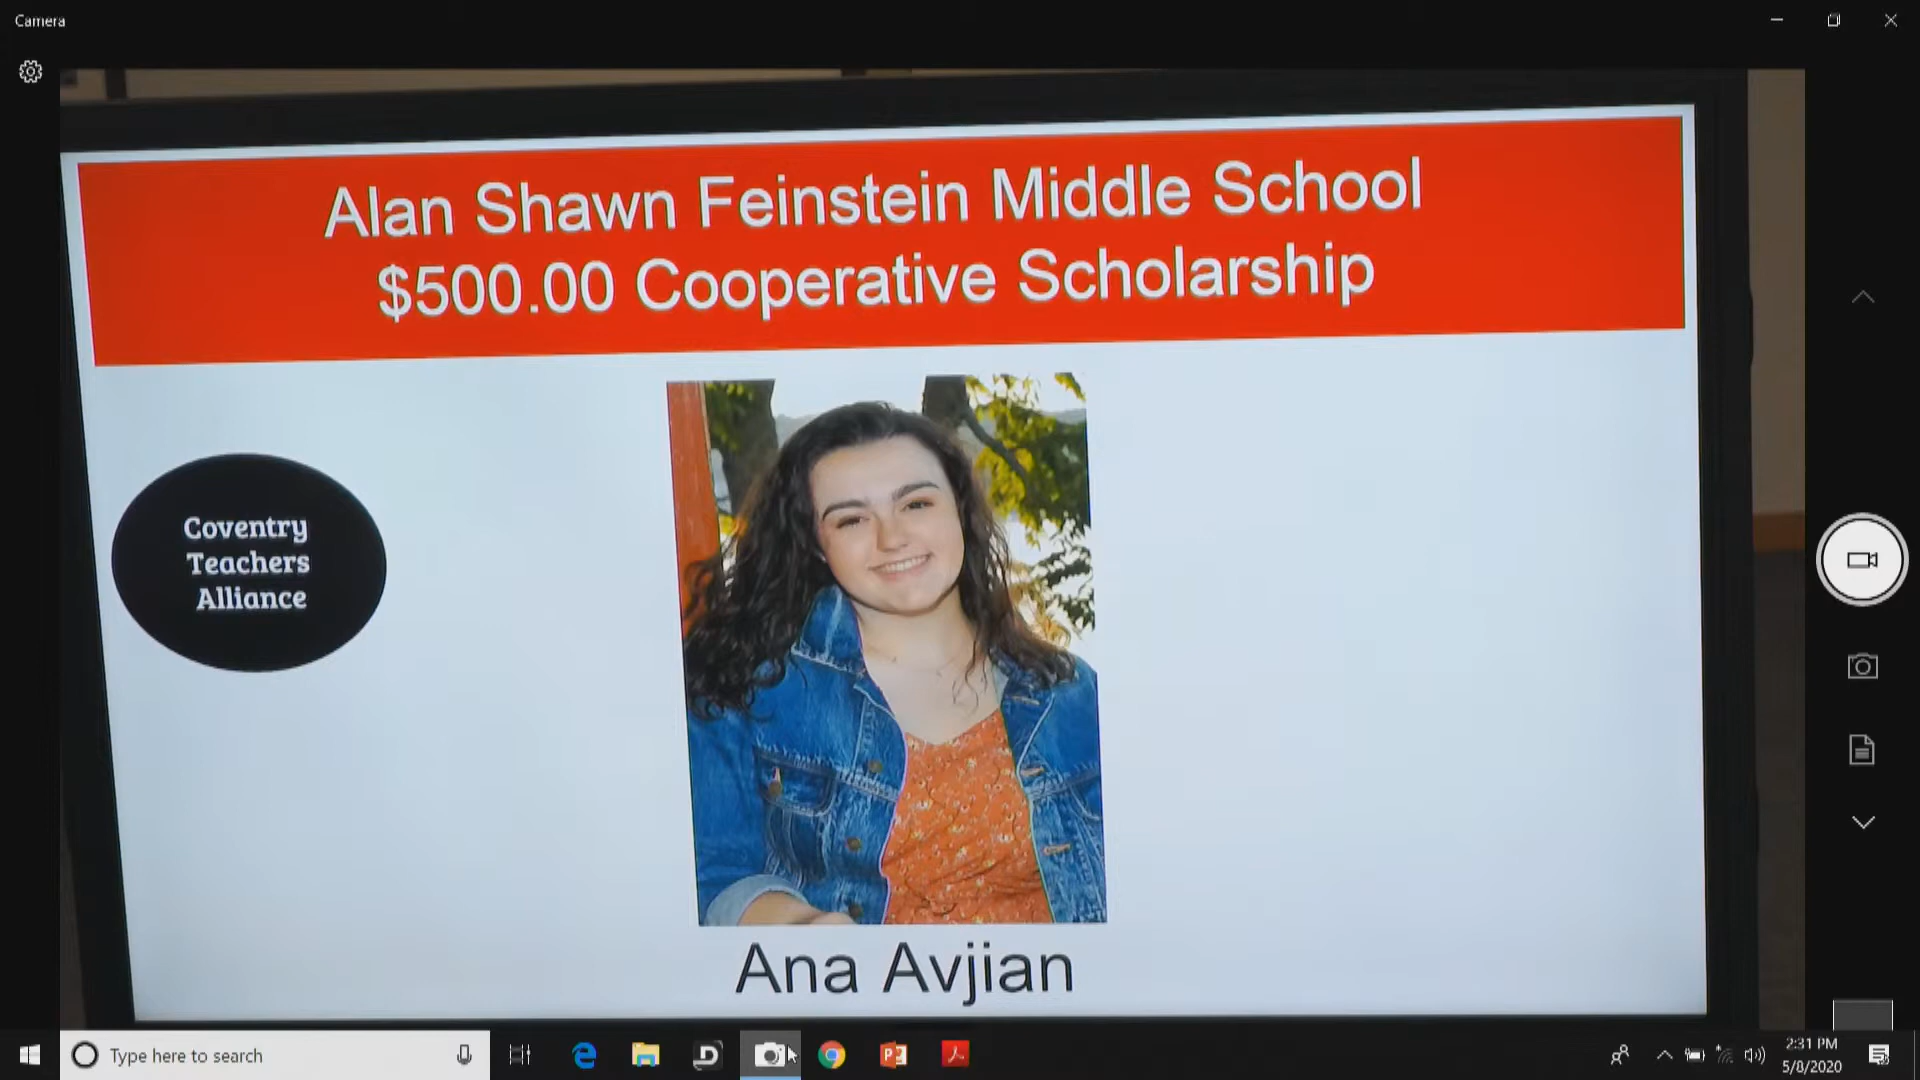 Camera
Alan Shawn Feinstein Middle School
$500.00 Cooperative Scholarship
Coventry
Teachers
Alliance
Ana Avjian
Type here to search
2:31 PM
5/8/2020